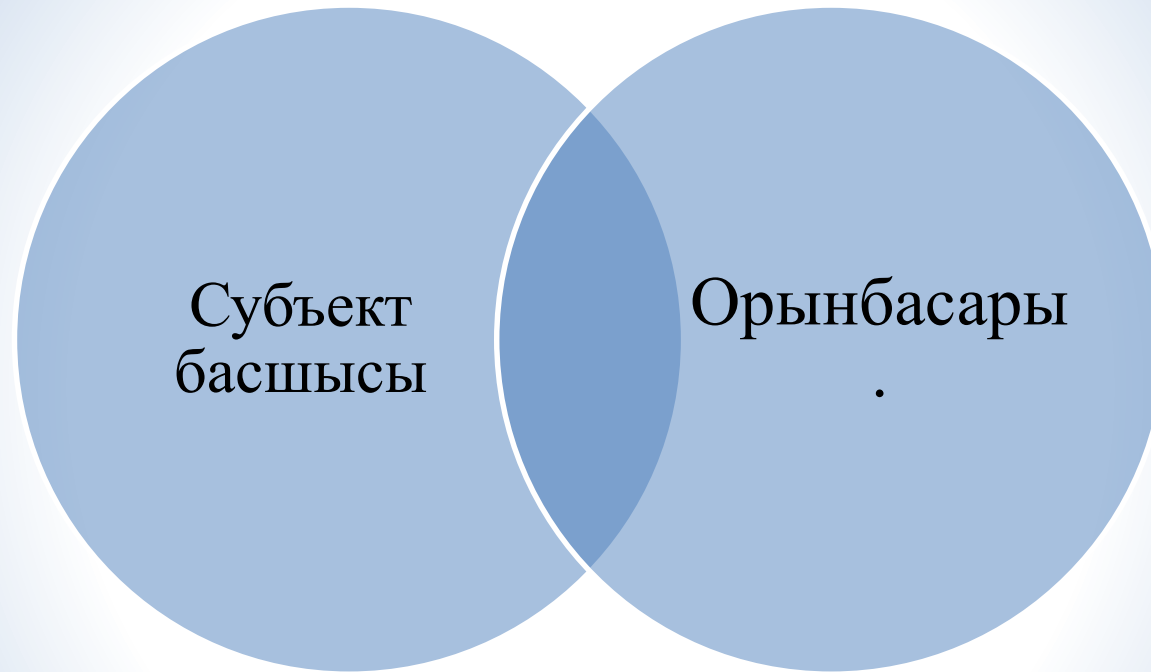 Субъект
басшысы
Орынбасары
.